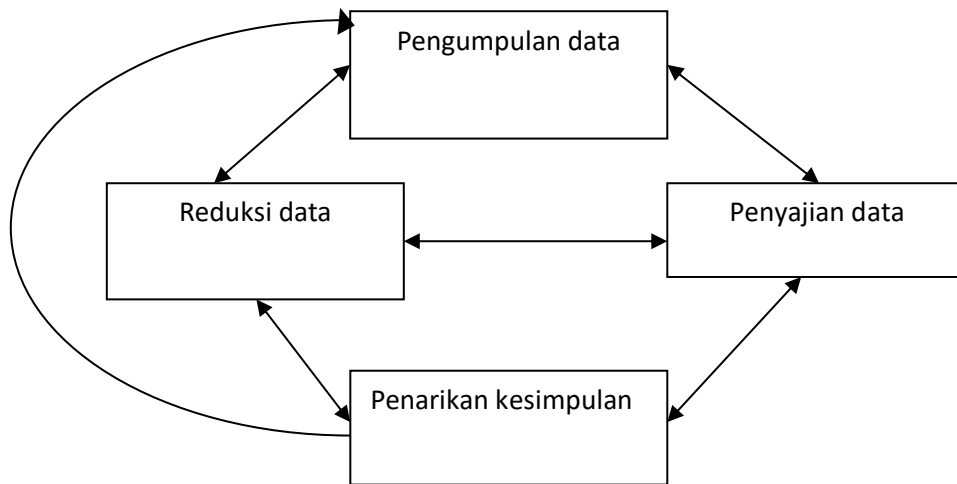 Pengumpulan data
Reduksi data
Penyajian data
Penarikan kesimpulan